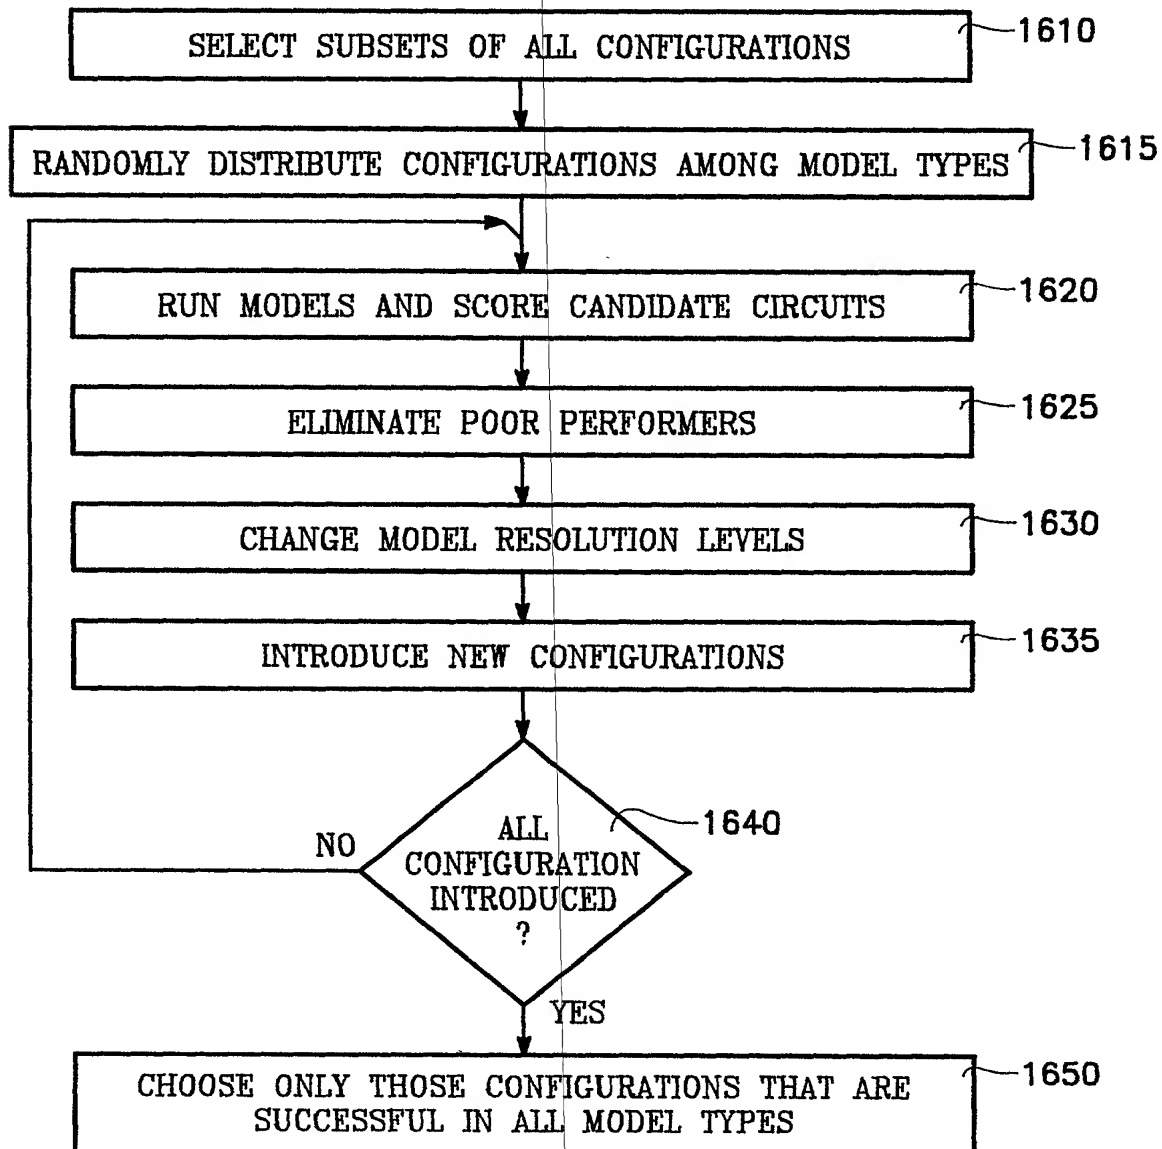 SELECT SUBSETS OF ALL CONFIGURATIONS
1610
RANDOMLY DISTRIBUTE CONFIGURATIONS AMONG MODEL TYPES
1615
RUN MODELS AND SCORE CANDIDATE CIRCUITS
1620
ELIMINATE POOR PERFORMERS
1625
CHANGE MODEL RESOLUTION LEVELS
1630
INTRODUCE NEW CONFIGURATIONS
1635
ALL
CONFIGURATION
INTRODUCED
?
1640
NO
YES
CHOOSE ONLY THOSE CONFIGURATIONS THAT ARE
SUCCESSFUL IN ALL MODEL TYPES
1650